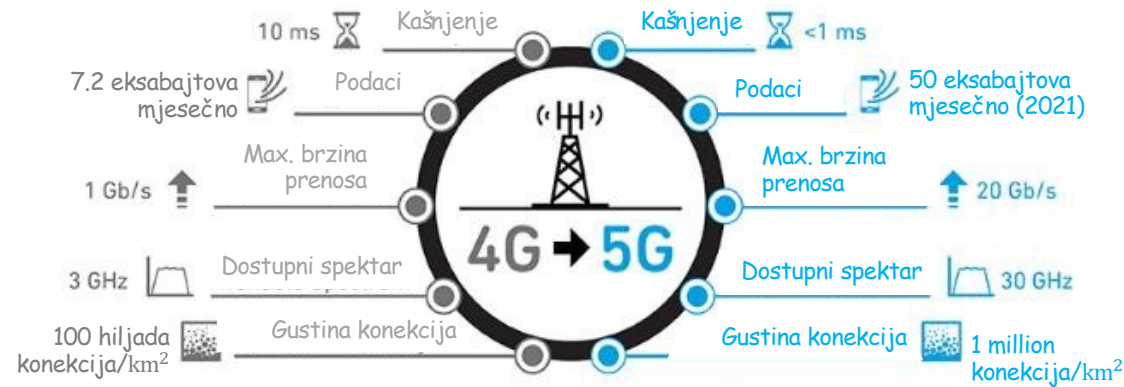 10 ms
Kašnjenje
Kašnjenje
<1 ms
7.2 eksabajtova
mjesečno
Podaci
Podaci
50 eksabajtova
mjesečno (2021)
Max. brzina
prenosa
1 Gb/s
Max. brzina
prenosa
20 Gb/s
4G → 5G
3 GHz
Dostupni spektar
Dostupni spektar
30 GHz
100 hiljada
konekcija/km²
Gustina konekcija
Gustina konekcija
1 million
konekcija/km²